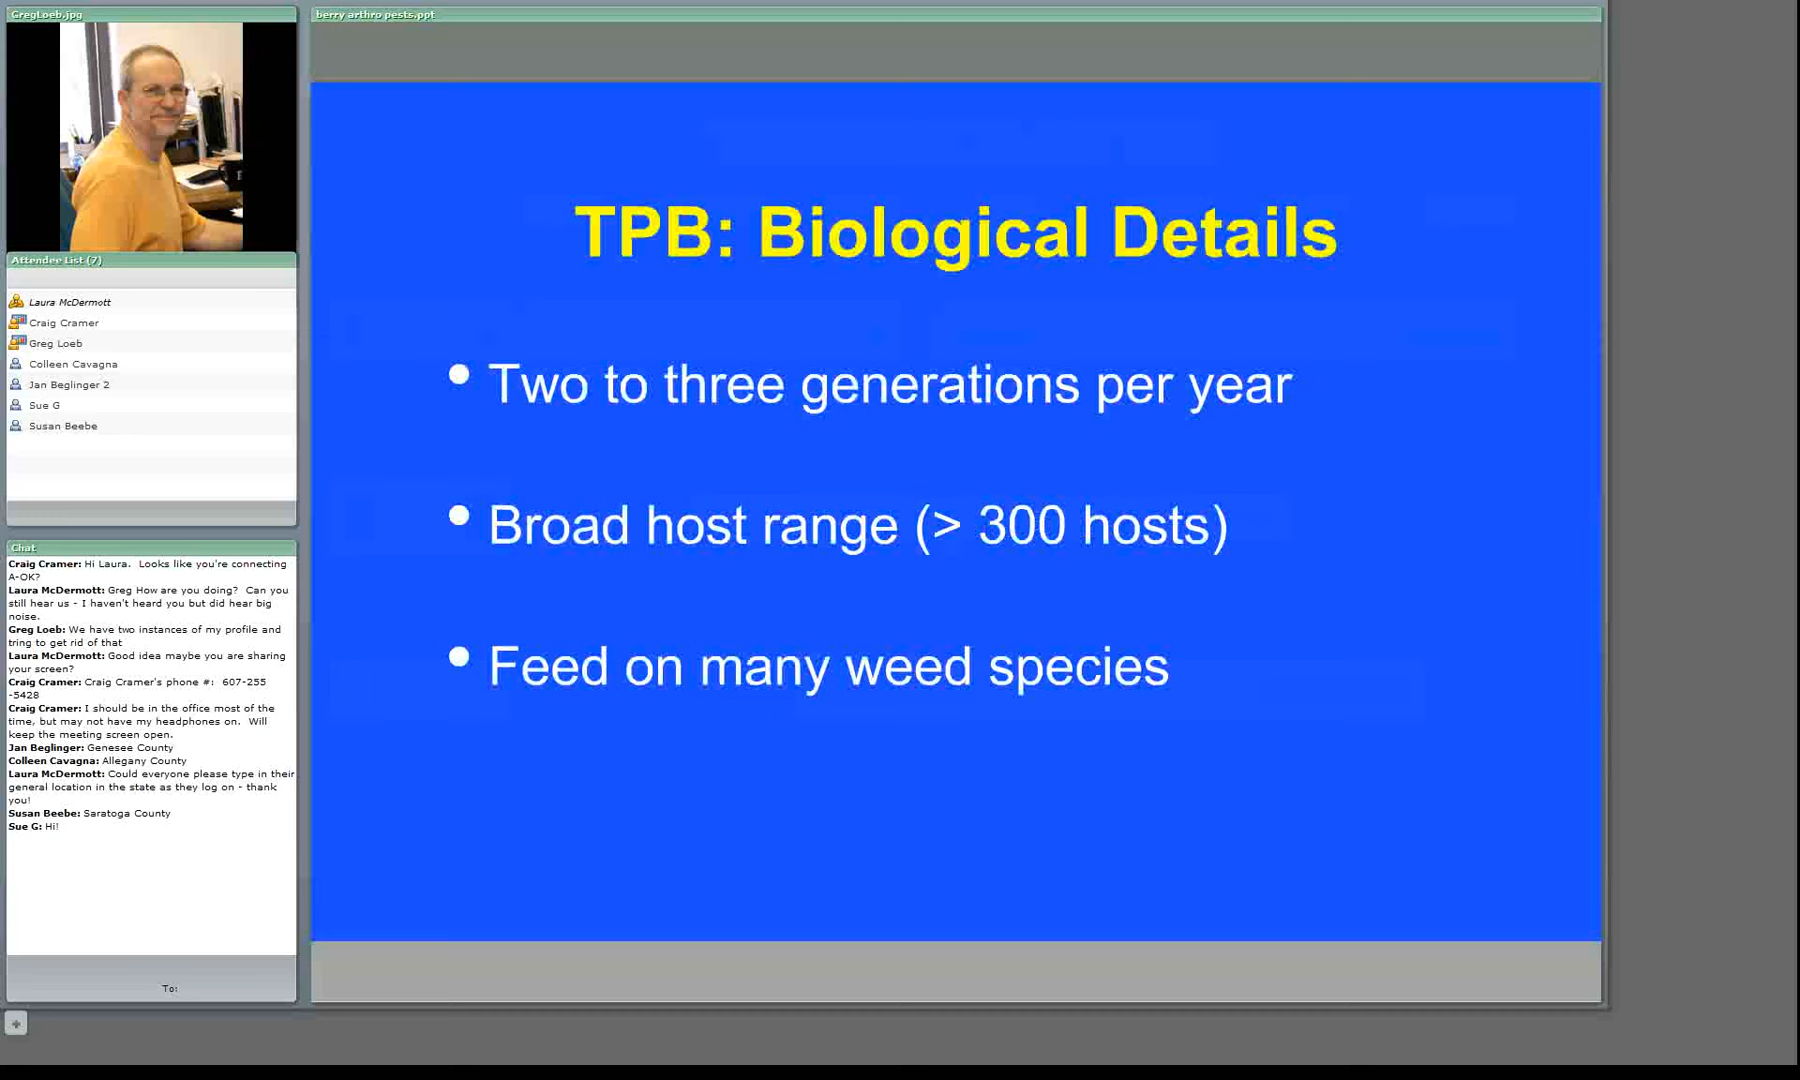 GregLoeb.jpg
Attendee List (7)
Laura McDermott
Craig Cramer
Greg Loeb
Colleen Cavagna
Jan Beglinger 2
Sue G
Susan Beebe
Chat
Craig Cramer: Hi Laura.  Looks like you're connecting
A-OK?
Laura McDermott: Greg How are you doing?  Can you
still hear us - I haven't heard you but did hear big
noise.
Greg Loeb: We have two instances of my profile and
tring to get rid of that
Laura McDermott: Good idea maybe you are sharing
your screen?
Craig Cramer: Craig Cramer's phone #:  607-255
-5428
Craig Cramer: I should be in the office most of the
time, but may not have my headphones on.  Will
keep the meeting screen open.
Jan Beglinger: Genesee County
Colleen Cavagna: Allegany County
Laura McDermott: Could everyone please type in their
general location in the state as they log on - thank
you!
Susan Beebe: Saratoga County
Sue G: Hi!
To:
berry arthro pests.ppt
TPB: Biological Details
• Two to three generations per year
• Broad host range (> 300 hosts)
• Feed on many weed species